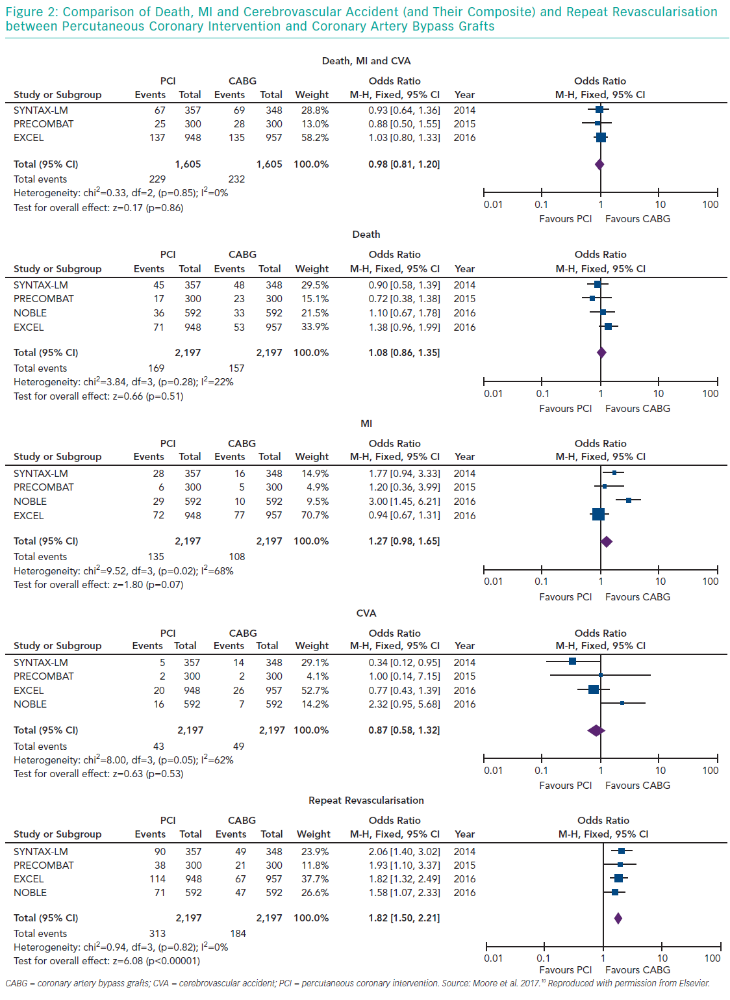 Figure 2: Comparison of Death, MI and Cerebrovascular Accident (and Their Composite) and Repeat Revascularisation
between Percutaneous Coronary Intervention and Coronary Artery Bypass Grafts
Death, MI and CVA
PCI CABG Odds Ratio Odds Ratio
Study or Subgroup Events Total Events Total Weight M-H, Fixed, 95% CI Year M-H, Fixed, 95% CI
SYNTAX-LM 67 357 69 348 28.8% 0.93 [0.64, 1.36] 2014
PRECOMBAT 25 300 28 300 13.0% 0.88 [0.50, 1.55] 2015
EXCEL 137 948 135 957 58.2% 1.03 [0.80, 1.33] 2016
Total (95% CI) 1,605 1,605 100.0% 0.98 [0.81, 1.20]
Total events 229 232
Heterogeneity: chi²=0.33, df=2, (p=0.85); I²=0%
Test for overall effect: z=0.17 (p=0.86)
0.01 0.1 1 10 100
Favours PCI Favours CABG
Death
PCI CABG Odds Ratio Odds Ratio
Study or Subgroup Events Total Events Total Weight M-H, Fixed, 95% CI Year M-H, Fixed, 95% CI
SYNTAX-LM 45 357 48 348 29.5% 0.90 [0.58, 1.39] 2014
PRECOMBAT 17 300 23 300 15.1% 0.72 [0.38, 1.38] 2015
NOBLE 36 592 33 592 21.5% 1.10 [0.67, 1.78] 2016
EXCEL 71 948 53 957 33.9% 1.38 [0.96, 1.99] 2016
Total (95% CI) 2,197 2,197 100.0% 1.08 [0.86, 1.35]
Total events 169 157
Heterogeneity: chi²=3.84, df=3, (p=0.28); I²=22%
Test for overall effect: z=0.66 (p=0.51)
0.01 0.1 1 10 100
Favours PCI Favours CABG
MI
PCI CABG Odds Ratio Odds Ratio
Study or Subgroup Events Total Events Total Weight M-H, Fixed, 95% CI Year M-H, Fixed, 95% CI
SYNTAX-LM 28 357 16 348 14.9% 1.77 [0.94, 3.33] 2014
PRECOMBAT 6 300 5 300 4.9% 1.20 [0.36, 3.99] 2015
NOBLE 29 592 10 592 9.5% 3.00 [1.45, 6.21] 2016
EXCEL 72 948 77 957 70.7% 0.94 [0.67, 1.31] 2016
Total (95% CI) 2,197 2,197 100.0% 1.27 [0.98, 1.65]
Total events 135 108
Heterogeneity: chi²=9.52, df=3, (p=0.02); I²=68%
Test for overall effect: z=1.80 (p=0.07)
0.01 0.1 1 10 100
Favours PCI Favours CABG
CVA
PCI CABG Odds Ratio Odds Ratio
Study or Subgroup Events Total Events Total Weight M-H, Fixed, 95% CI Year M-H, Fixed, 95% CI
SYNTAX-LM 5 357 14 348 29.1% 0.34 [0.12, 0.95] 2014
PRECOMBAT 2 300 2 300 4.1% 1.00 [0.14, 7.15] 2015
EXCEL 20 948 26 957 52.7% 0.77 [0.43, 1.39] 2016
NOBLE 16 592 7 592 14.2% 2.32 [0.95, 5.68] 2016
Total (95% CI) 2,197 2,197 100.0% 0.87 [0.58, 1.32]
Total events 43 49
Heterogeneity: chi²=8.00, df=3, (p=0.05); I²=62%
Test for overall effect: z=0.63 (p=0.53)
0.01 0.1 1 10 100
Favours PCI Favours CABG
Repeat Revascularisation
PCI CABG Odds Ratio Odds Ratio
Study or Subgroup Events Total Events Total Weight M-H, Fixed, 95% CI Year M-H, Fixed, 95% CI
SYNTAX-LM 90 357 49 348 23.9% 2.06 [1.40, 3.02] 2014
PRECOMBAT 38 300 21 300 11.8% 1.93 [1.10, 3.37] 2015
EXCEL 114 948 67 957 37.7% 1.82 [1.32, 2.49] 2016
NOBLE 71 592 47 592 26.6% 1.58 [1.07, 2.33] 2016
Total (95% CI) 2,197 2,197 100.0% 1.82 [1.50, 2.21]
Total events 313 184
Heterogeneity: chi²=0.94, df=3, (p=0.82); I²=0%
Test for overall effect: z=6.08 (p<0.00001)
0.01 0.1 1 10 100
Favours PCI Favours CABG
CABG = coronary artery bypass grafts; CVA = cerebrovascular accident; PCI = percutaneous coronary intervention. Source: Moore et al. 2017.¹⁰ Reproduced with permission from Elsevier.